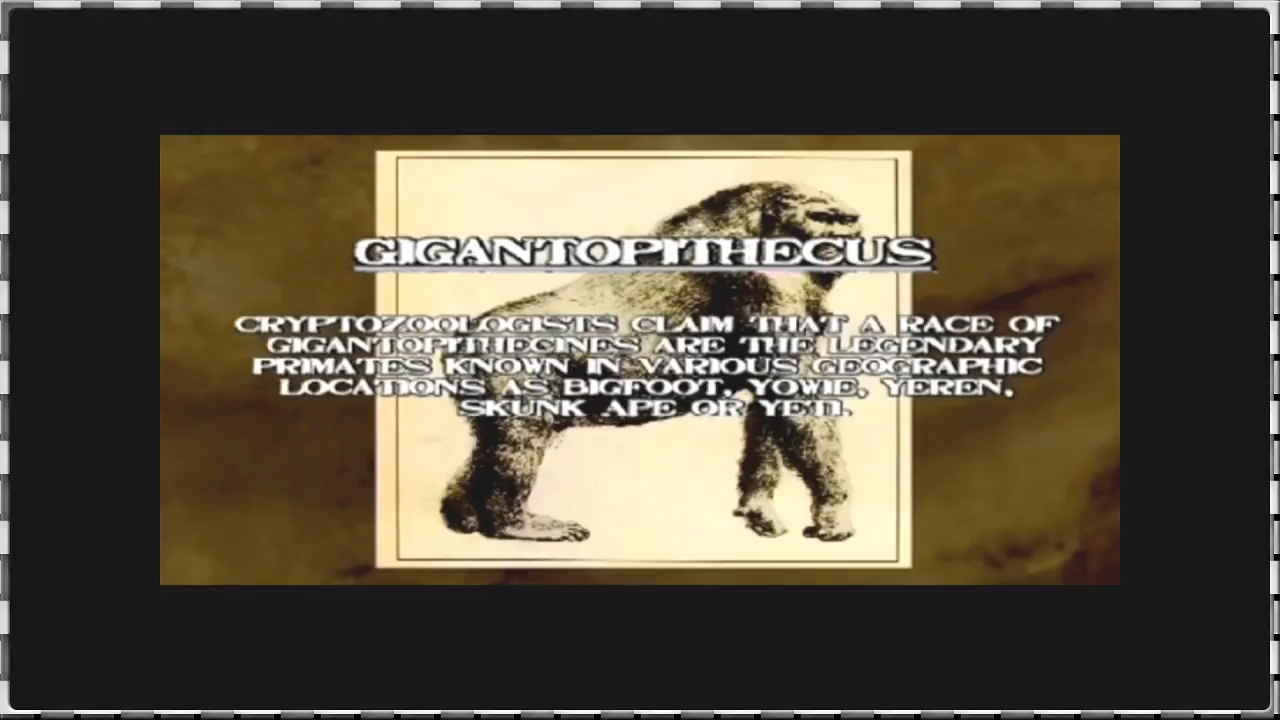 GIGANTOPITHECUS
CRYPTOZOOLOGISTS CLAIM THAT A RACE OF
GIGANTOPITHECINES ARE THE LEGENDARY
PRIMATES KNOWN IN VARIOUS GEOGRAPHIC
LOCATIONS AS BIGFOOT, YOWIE, YEREN,
SKUNK APE OR YETI.